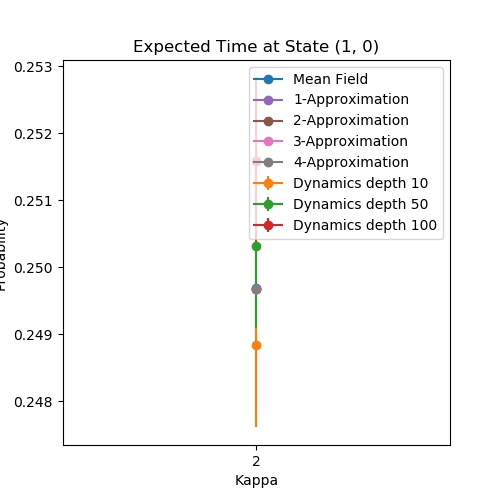 Expected Time at State (1, 0)
0.253
0.252
0.251
0.250
0.249
0.248
Probability
Mean Field
1-Approximation
2-Approximation
3-Approximation
4-Approximation
Dynamics depth 10
Dynamics depth 50
Dynamics depth 100
2
Kappa